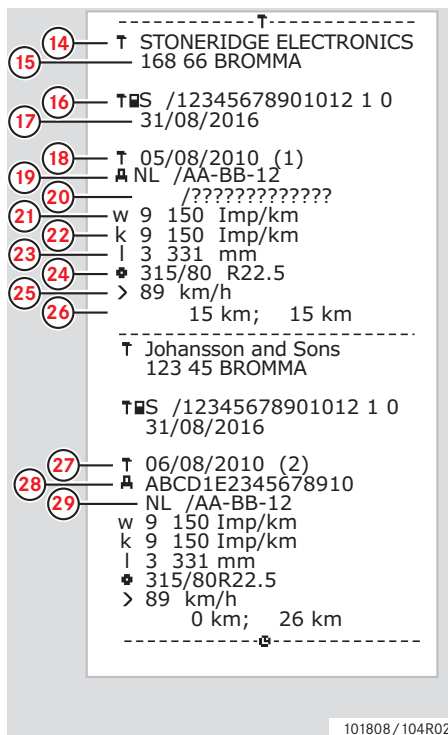 14 STONERIDGE ELECTRONICS
15 168 66 BROMMA
16 S /12345678901012 1 0
17 31/08/2016
18 05/08/2010 (1)
19 NL /AA-BB-12
20 /?????????????
21 w 9 150 Imp/km
22 k 9 150 Imp/km
23 l 3 331 mm
24 315/80 R22.5
25 > 89 km/h
26 15 km; 15 km
Johansson and Sons
123 45 BROMMA
S /12345678901012 1 0
31/08/2016
27 06/08/2010 (2)
28 ABCD1E2345678910
29 NL /AA-BB-12
w 9 150 Imp/km
k 9 150 Imp/km
l 3 331 mm
315/80R22.5
> 89 km/h
0 km; 26 km
101808/104R02